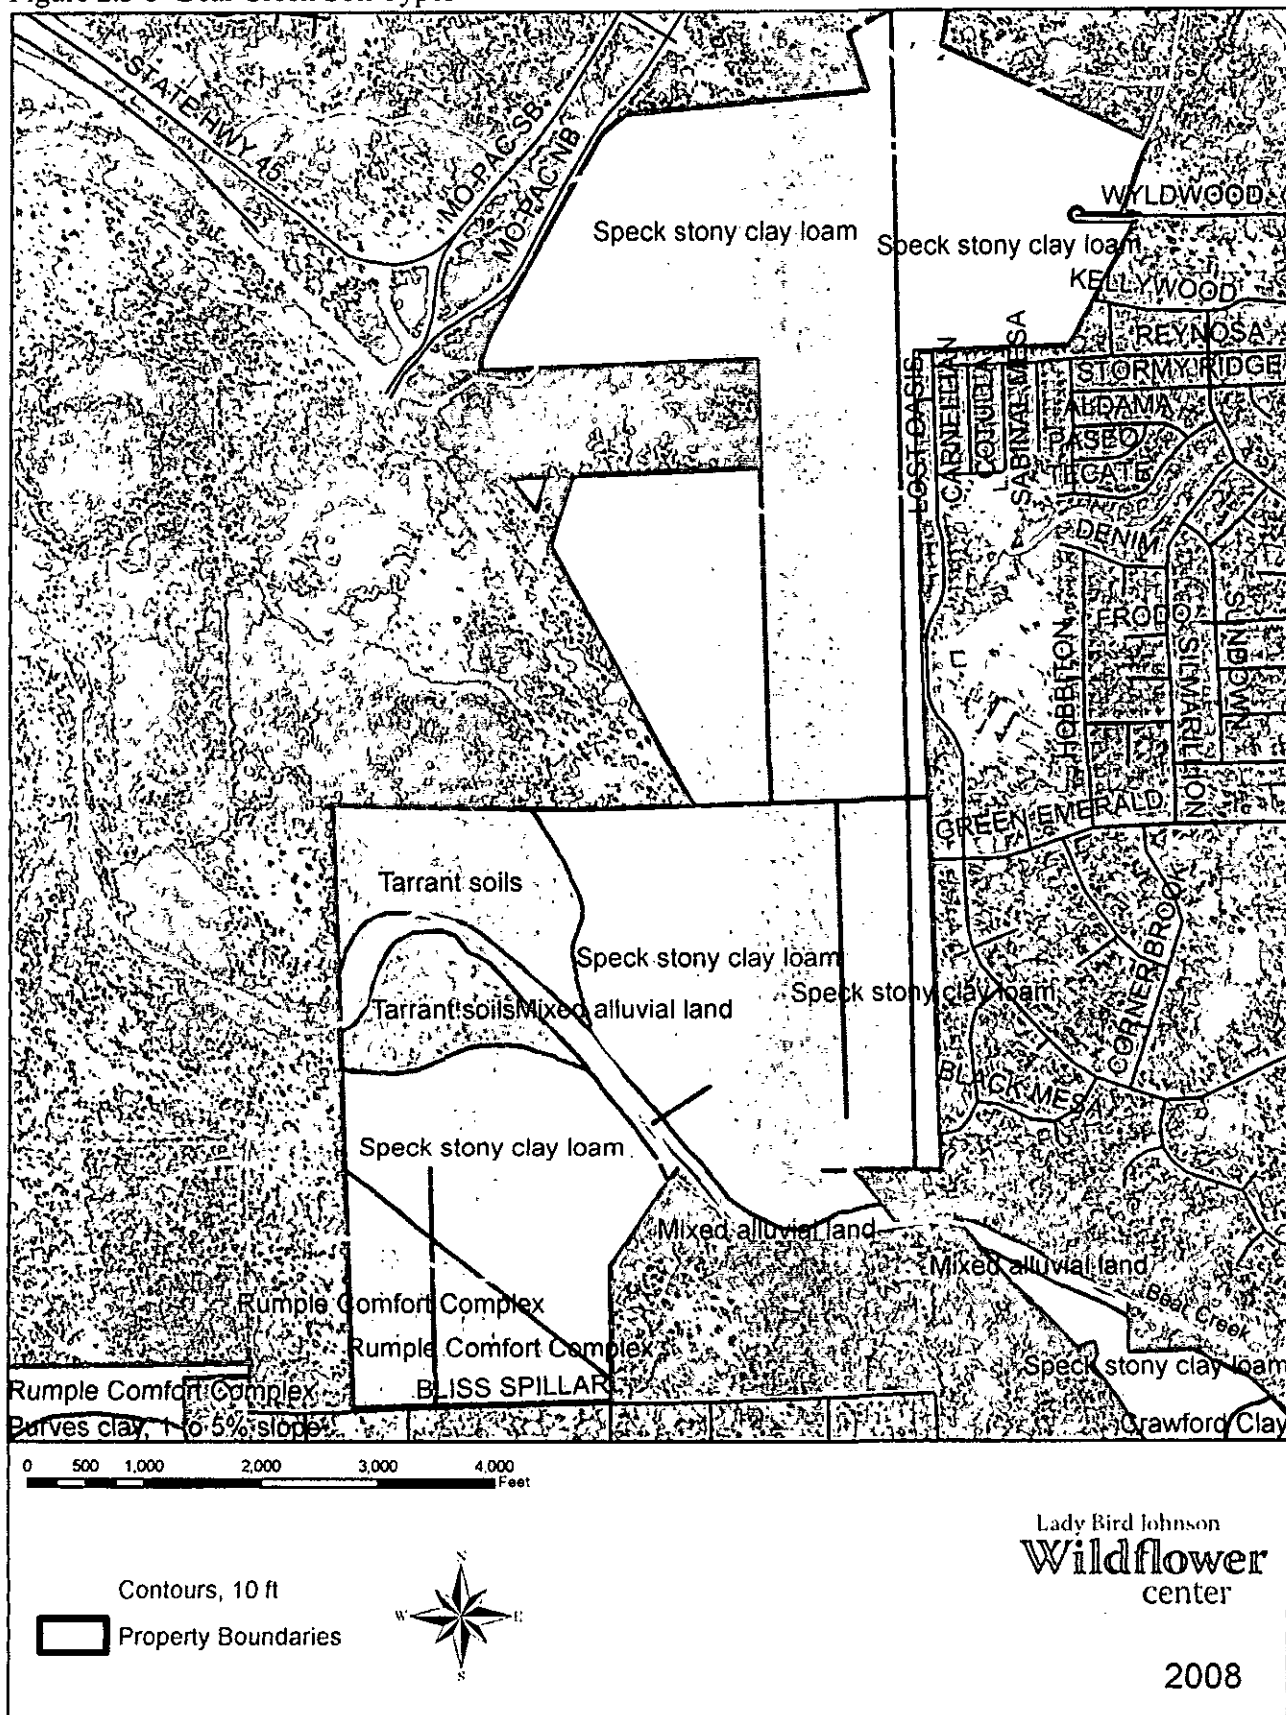 STATE HWY 45
MO-PAC SB
MO-PAC NB
Speck stony clay loam
Speck stony clay loam
WYLDWOOD
KELLYWOOD
REYNOSA
STORMY RIDGE
ALDAMA
PASEO
TEGATE
LOST OASIS
CARNELIAN
SABINAL MESA
DENIM
FRODO
HOBBITON
SILMARILLION
SUNDOWN
GREEN EMERALD
CORNERBROOK
BLACK MESA
Tarrant soils
Speck stony clay loam
Speck stony clay loam
Tarrant soils
Mixed alluvial land
Speck stony clay loam
Mixed alluvial land
Mixed alluvial land
Bear Creek
Rumple Comfort Complex
Rumple Comfort Complex
Speck stony clay loam
BLISS SPILLAR
Rumple Comfort Complex
Purves clay, 1 to 5% slope
Crawford Clay
0 500 1,000 2,000 3,000 4,000
Feet
Contours, 10 ft
Property Boundaries
S
W E
S
Lady Bird Johnson
Wildflower
center
2008